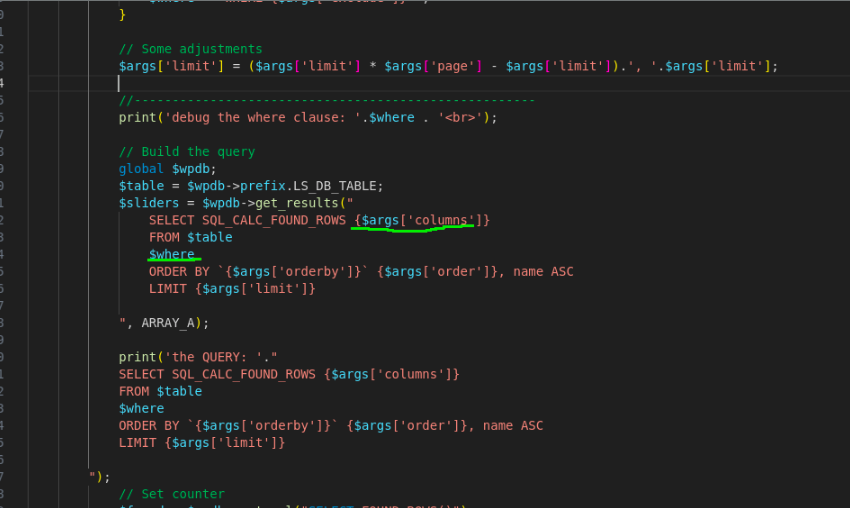 }
// Some adjustments
$args['limit'] = ($args['limit'] * $args['page'] - $args['limit']).', '.$args['limit'];
//-----------------------------------------------------
print('debug the where clause: '.$where . '<br>');
// Build the query
global $wpdb;
$table = $wpdb->prefix.LS_DB_TABLE;
$sliders = $wpdb->get_results("
SELECT SQL_CALC_FOUND_ROWS {$args['columns']}
FROM $table
$where
ORDER BY `{$args['orderby']}` {$args['order']}, name ASC
LIMIT {$args['limit']}
", ARRAY_A);
print('the QUERY: '."
SELECT SQL_CALC_FOUND_ROWS {$args['columns']}
FROM $table
$where
ORDER BY `{$args['orderby']}` {$args['order']}, name ASC
LIMIT {$args['limit']}
");
// Set counter